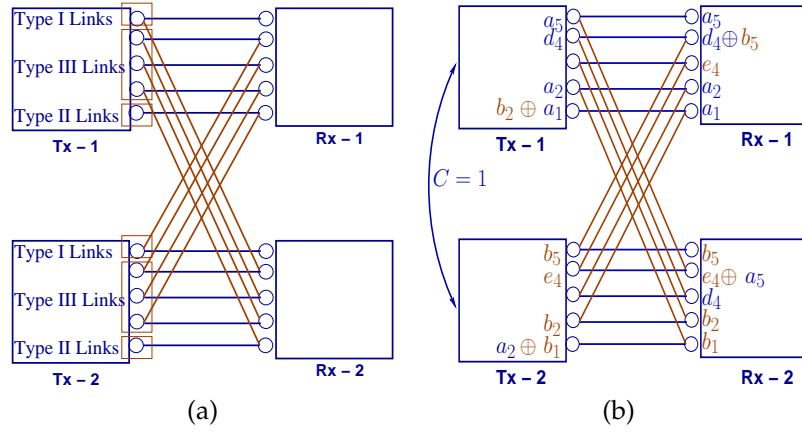 Type I Links
Type III Links
Type II Links
Tx – 1
Rx – 1
Type I Links
Type III Links
Type II Links
Tx – 2
Rx – 2
(a)
a₅
d₄
a₂
b₂ ⊕ a₁
Tx – 1
a₅
d₄⊕b₅
e₄
a₂
a₁
Rx – 1
C = 1
b₅
e₄
b₂
a₂ ⊕ b₁
Tx – 2
b₅
e₄⊕ a₅
d₄
b₂
b₁
Rx – 2
(b)